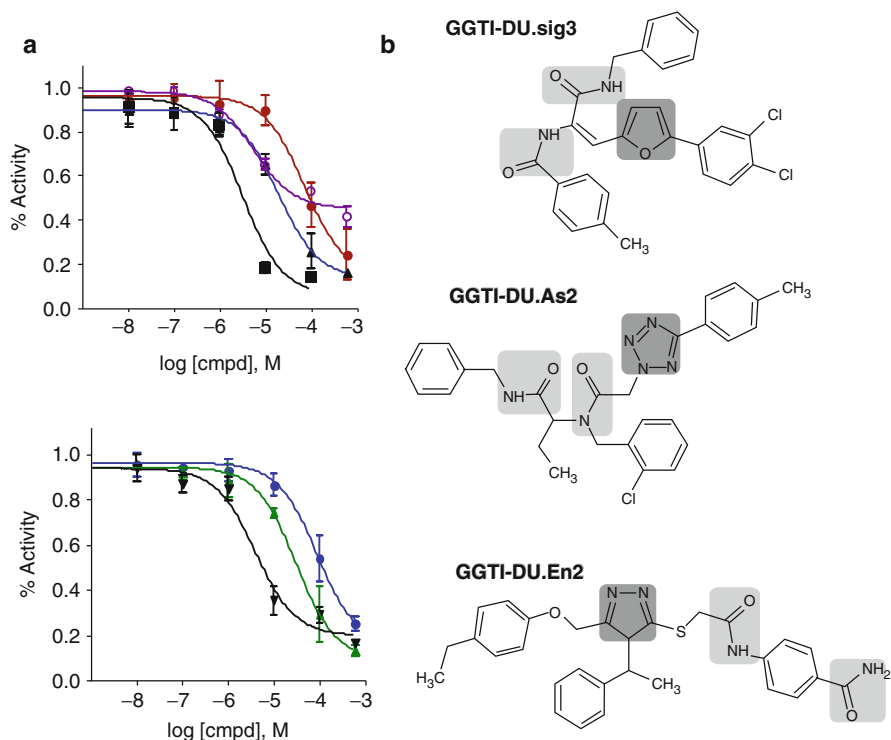 a
% Activity
1.0
0.8
0.6
0.4
0.2
0.0
−8 −7 −6 −5 −4 −3
log [cmpd], M
% Activity
1.0
0.8
0.6
0.4
0.2
0.0
−8 −7 −6 −5 −4 −3
log [cmpd], M
b
GGTI-DU.sig3
O
NH
HN
O
O
Cl
Cl
CH3
GGTI-DU.As2
CH3
N N
N N
O
O
NH
N
CH3
Cl
GGTI-DU.En2
N N
O
S
O
NH
H3C
CH3
NH2
O